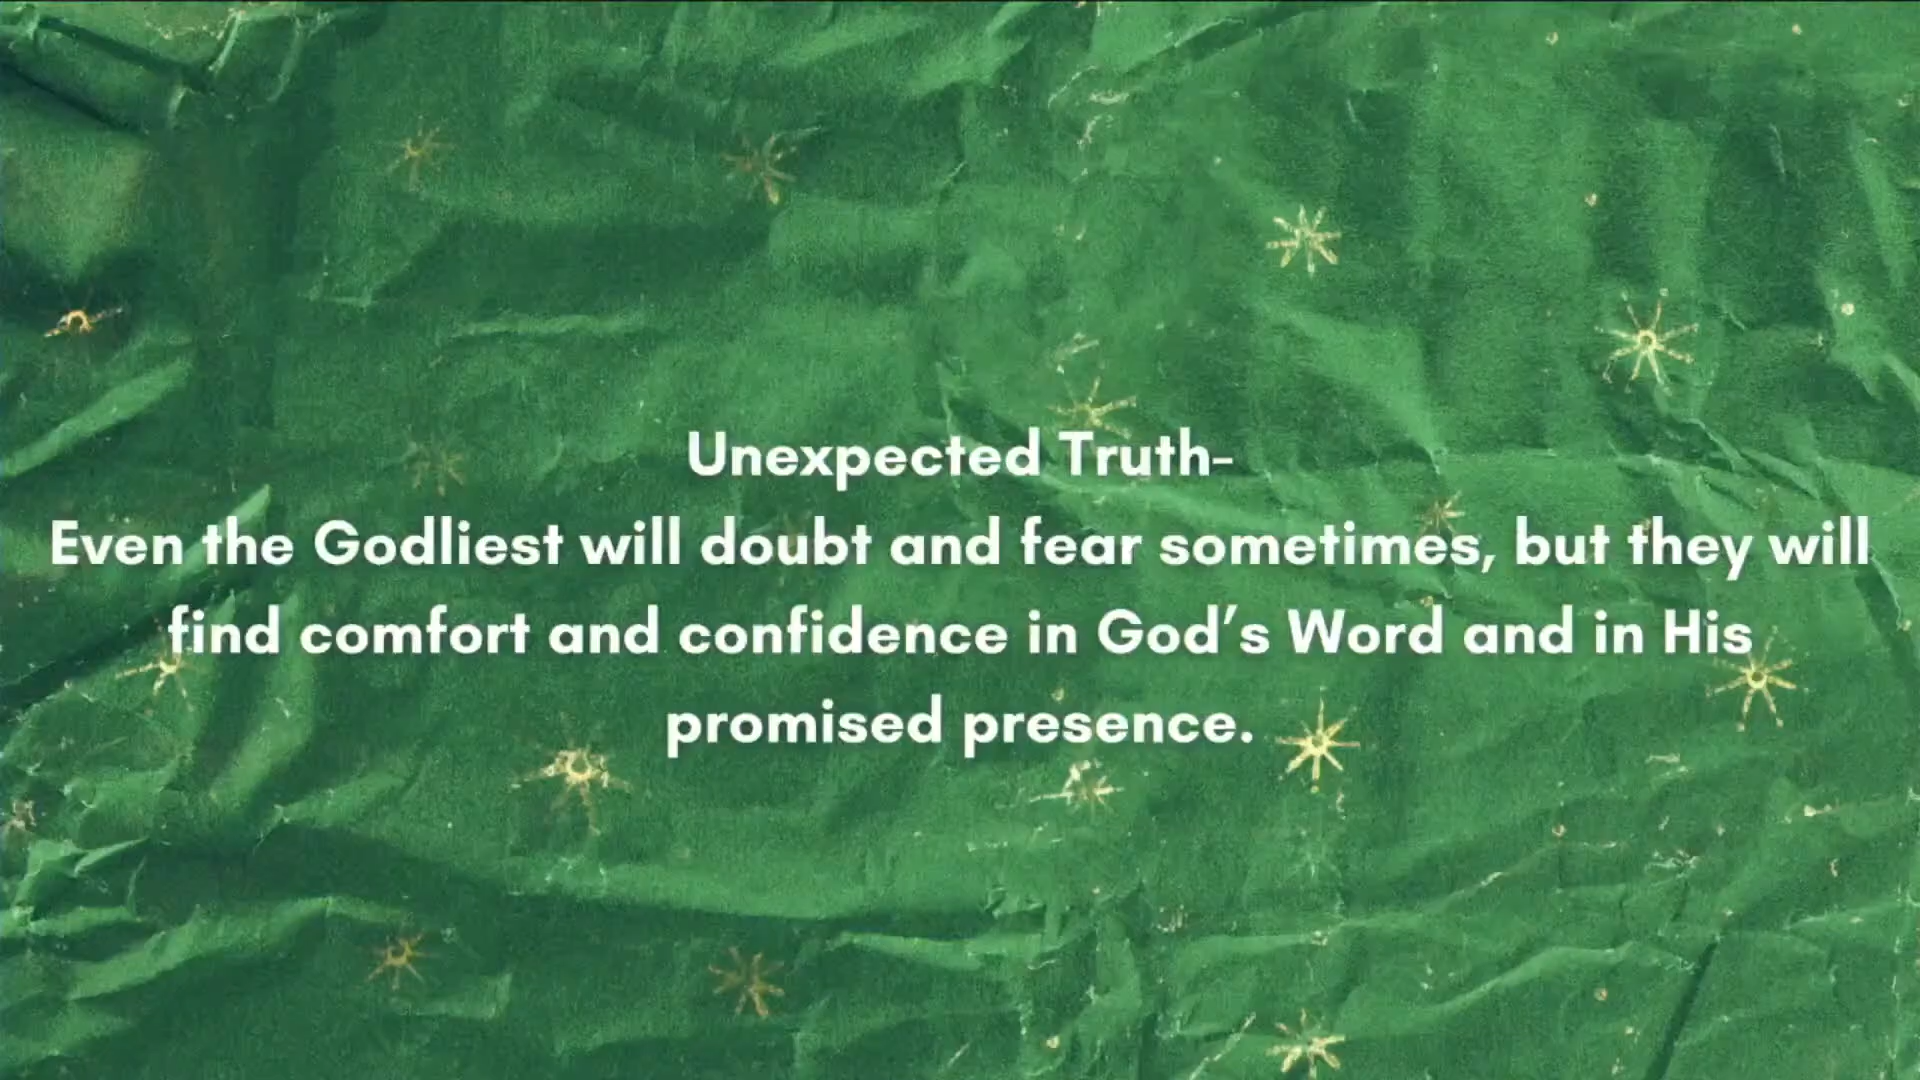 Unexpected Truth-
Even the Godliest will doubt and fear sometimes, but they will
find comfort and confidence in God's Word and in His
promised presence.